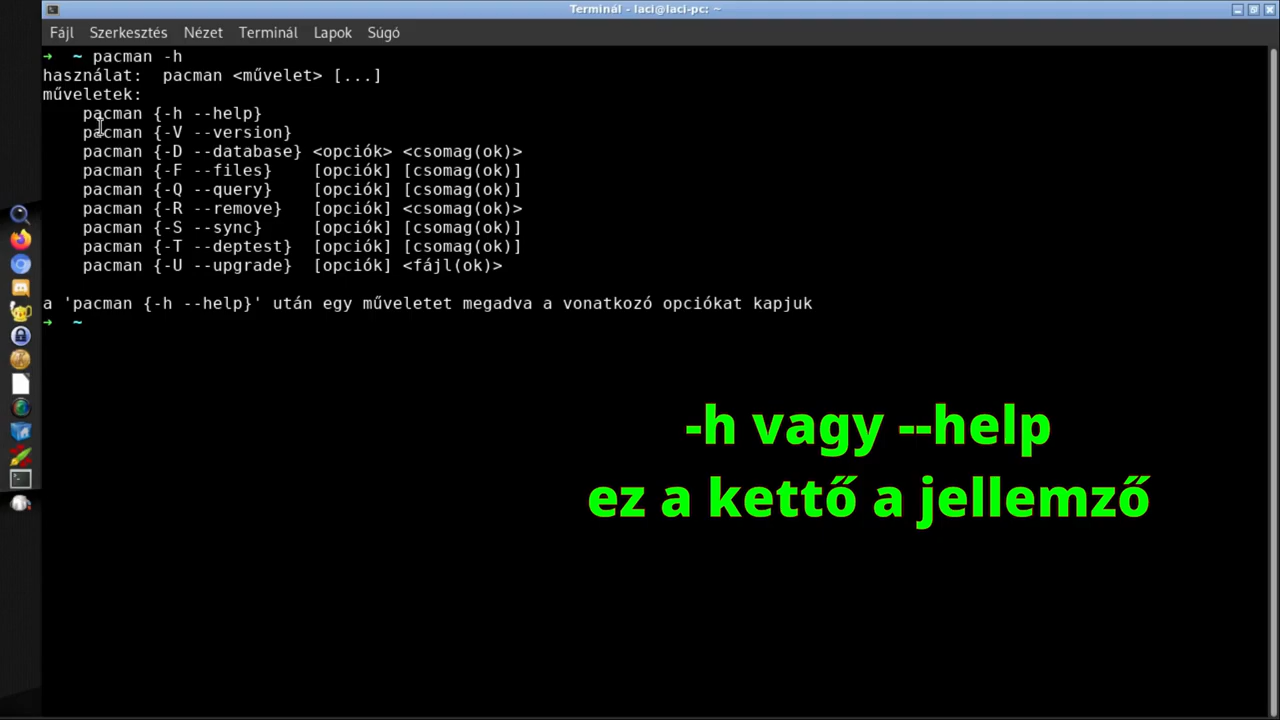 Terminál - laci@laci-pc: ~
Fájl Szerkesztés Nézet Terminál Lapok Súgó
➜ ~ pacman -h
használat: pacman <művelet> [...]
műveletek:
pacman {-h --help}
pacman {-V --version}
pacman {-D --database} <opciók> <csomag(ok)>
pacman {-F --files} [opciók] [csomag(ok)]
pacman {-Q --query} [opciók] [csomag(ok)]
pacman {-R --remove} [opciók] <csomag(ok)>
pacman {-S --sync} [opciók] [csomag(ok)]
pacman {-T --deptest} [opciók] [csomag(ok)]
pacman {-U --upgrade} [opciók] <fájl(ok)>
a 'pacman {-h --help}' után egy műveletet megadva a vonatkozó opciókat kapjuk
➜ ~
-h vagy --help
ez a kettő a jellemző